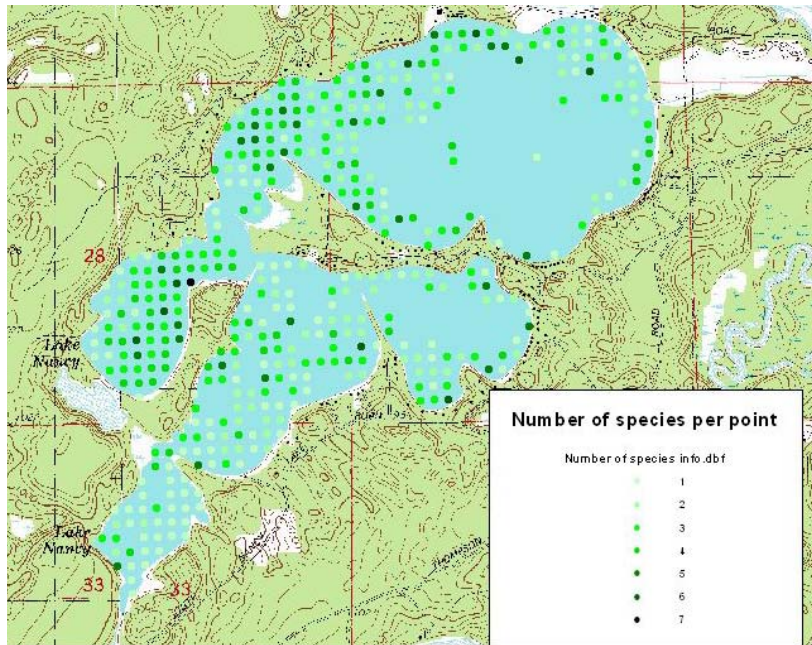 ROAD
28
Lake
Nancy
ROAD
Number of species per point
Number of species info.dbf
1
2
3
4
5
6
7
Lake
Nancy
THOMPSON
33
33